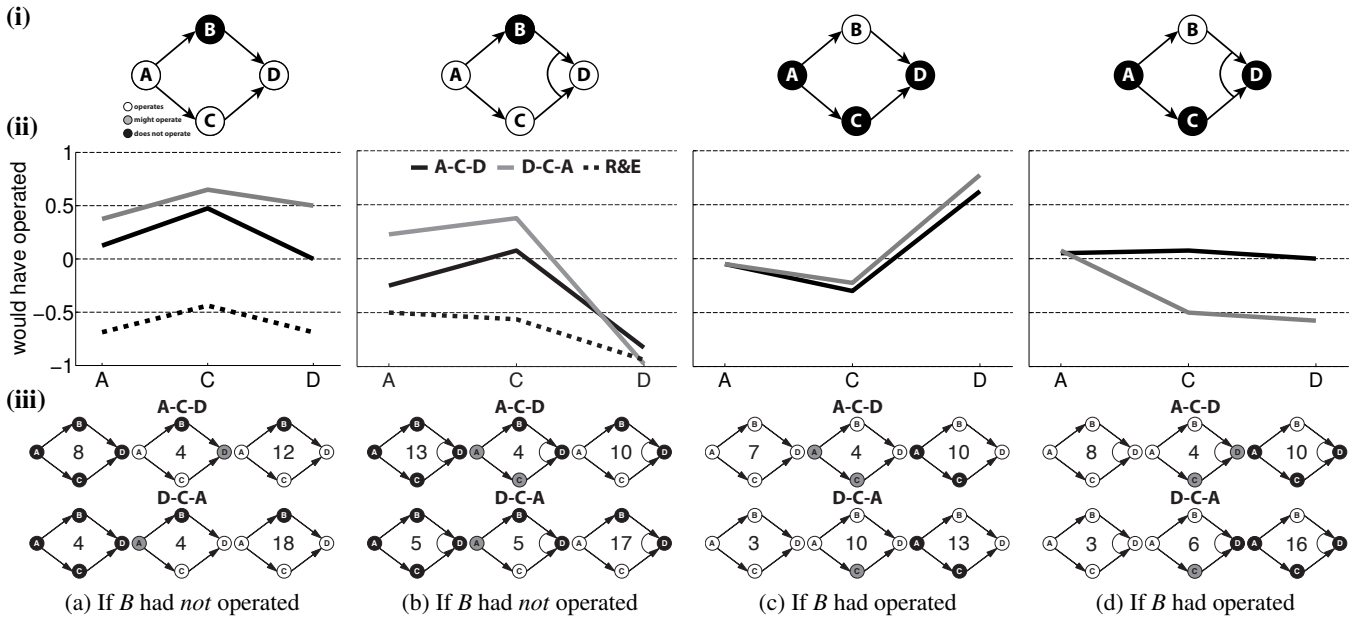 (i)
B B B B
A D A D A D A D
C C C C
operates
might operate
does not operate
(ii)
would have operated
1
0.5
0
−0.5
−1
A-C-D D-C-A R&E
A C D A C D A C D A C D
(iii)
A-C-D A-C-D A-C-D A-C-D
B B B B B B B B B B B B
A 8 D A 4 D A 12 D A 13 D A 4 D A 10 D A 7 D A 4 D A 10 D A 8 D A 4 D A 10 D
C C C C C C C C C C C C
D-C-A D-C-A D-C-A D-C-A
B B B B B B B B B B B B
A 4 D A 4 D A 18 D A 5 D A 5 D A 17 D A 3 D A 10 D A 13 D A 3 D A 6 D A 16 D
C C C C C C C C C C C C
(a) If B had not operated (b) If B had not operated (c) If B had operated (d) If B had operated